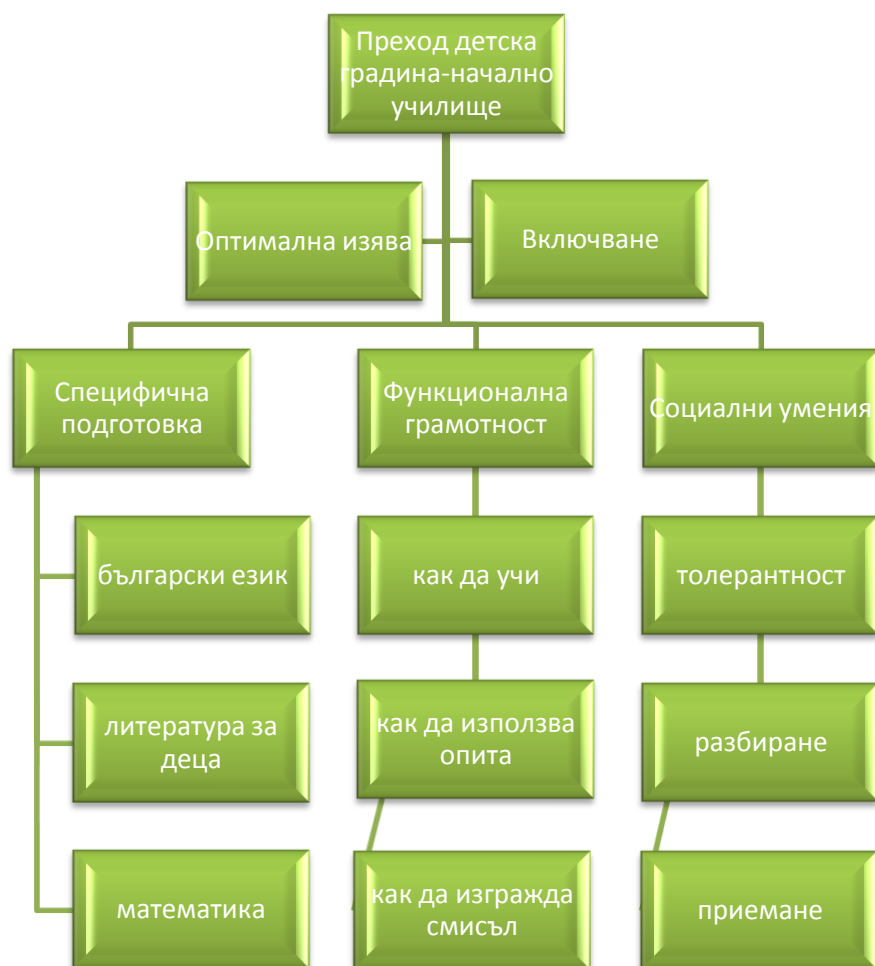 Преход детска
градина-начално
училище
Оптимална изява
Включване
Специфична
подготовка
Функционална
грамотност
Социални умения
български език
как да учи
толерантност
литература за
деца
как да използва
опита
разбиране
математика
как да изгражда
смисъл
приемане